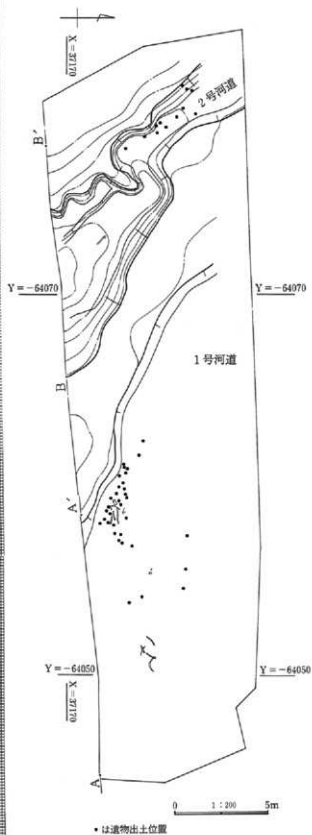 X=37170
B′
2号河道
Y=-64070
Y=-64070
1号河道
B
A′
Y=-64050
Y=-64050
X=37170
A
0 1:200 5m
•は遺物出土位置